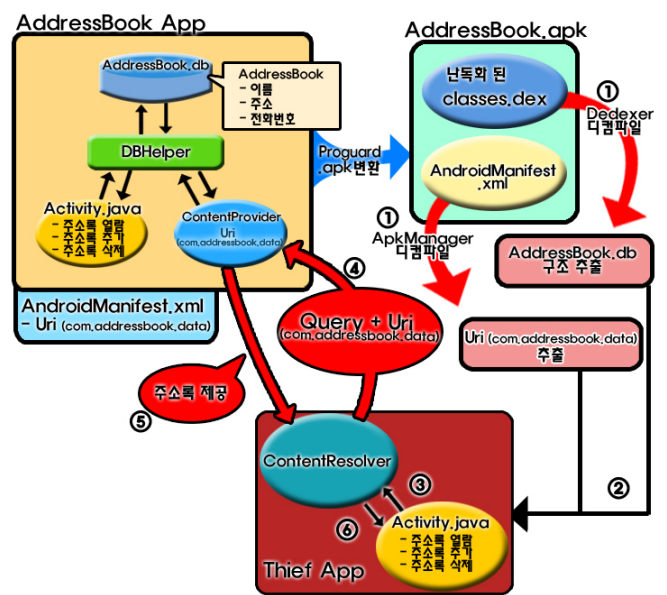 AddressBook App
AddressBook.db
AddressBook
- 이름
- 주소
- 전화번호
DBHelper
Activity.java
- 주소록 열람
- 주소록 추가
- 주소록 삭제
ContentProvider
Uri
(com.addressbook.data)
AndroidManifest.xml
- Uri (com.addressbook.data)
Proguard
.apk변환
AddressBook.apk
난독화 된
classes.dex
AndroidManifest
.xml
①
Dedexer
디컴파일
①
ApkManager
디컴파일
AddressBook.db
구조 추출
Uri (com.addressbook.data)
추출
②
④
Query + Uri
(com.addressbook.data)
주소록 제공
⑤
ContentResolver
③
⑥
Activity.java
- 주소록 열람
- 주소록 추가
- 주소록 삭제
Thief App